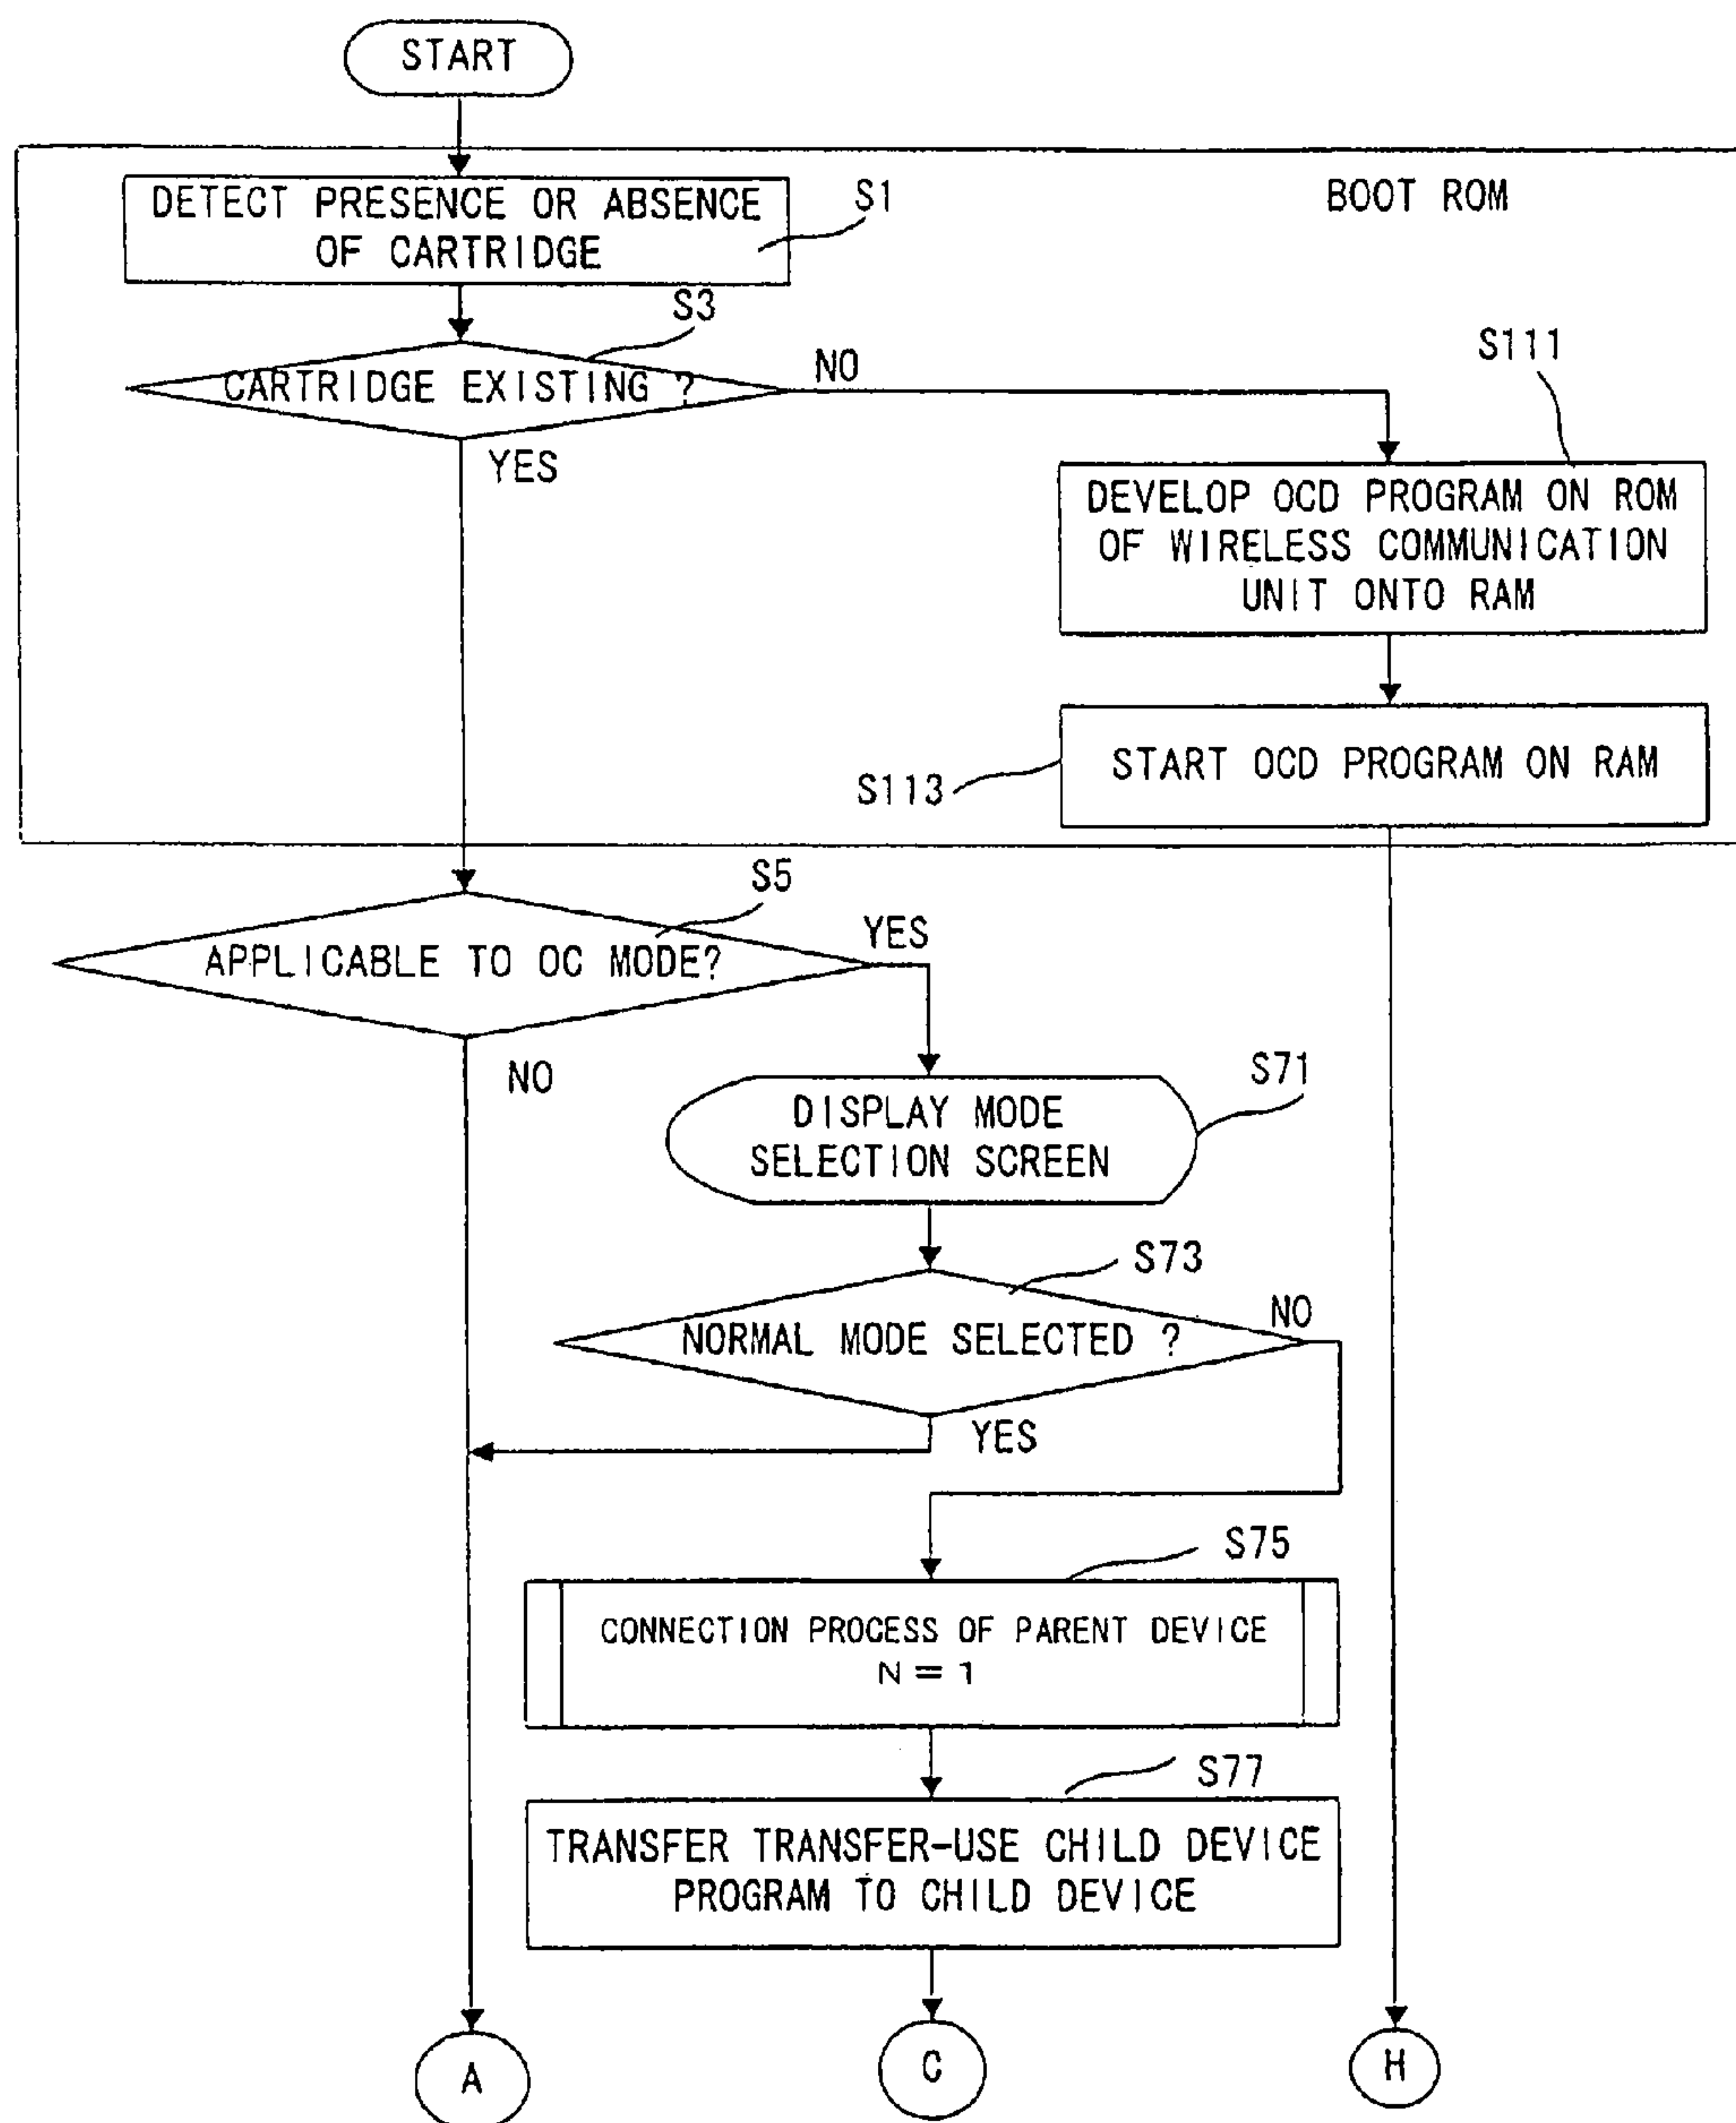 START
BOOT ROM
DETECT PRESENCE OR ABSENCE
OF CARTRIDGE
S1
S3
CARTRIDGE EXISTING ?
NO
YES
S111
DEVELOP OCD PROGRAM ON ROM
OF WIRELESS COMMUNICATION
UNIT ONTO RAM
START OCD PROGRAM ON RAM
S113
S5
APPLICABLE TO OC MODE?
YES
NO
S71
DISPLAY MODE
SELECTION SCREEN
S73
NORMAL MODE SELECTED ?
NO
YES
S75
CONNECTION PROCESS OF PARENT DEVICE
N = 1
S77
TRANSFER TRANSFER-USE CHILD DEVICE
PROGRAM TO CHILD DEVICE
A
C
H